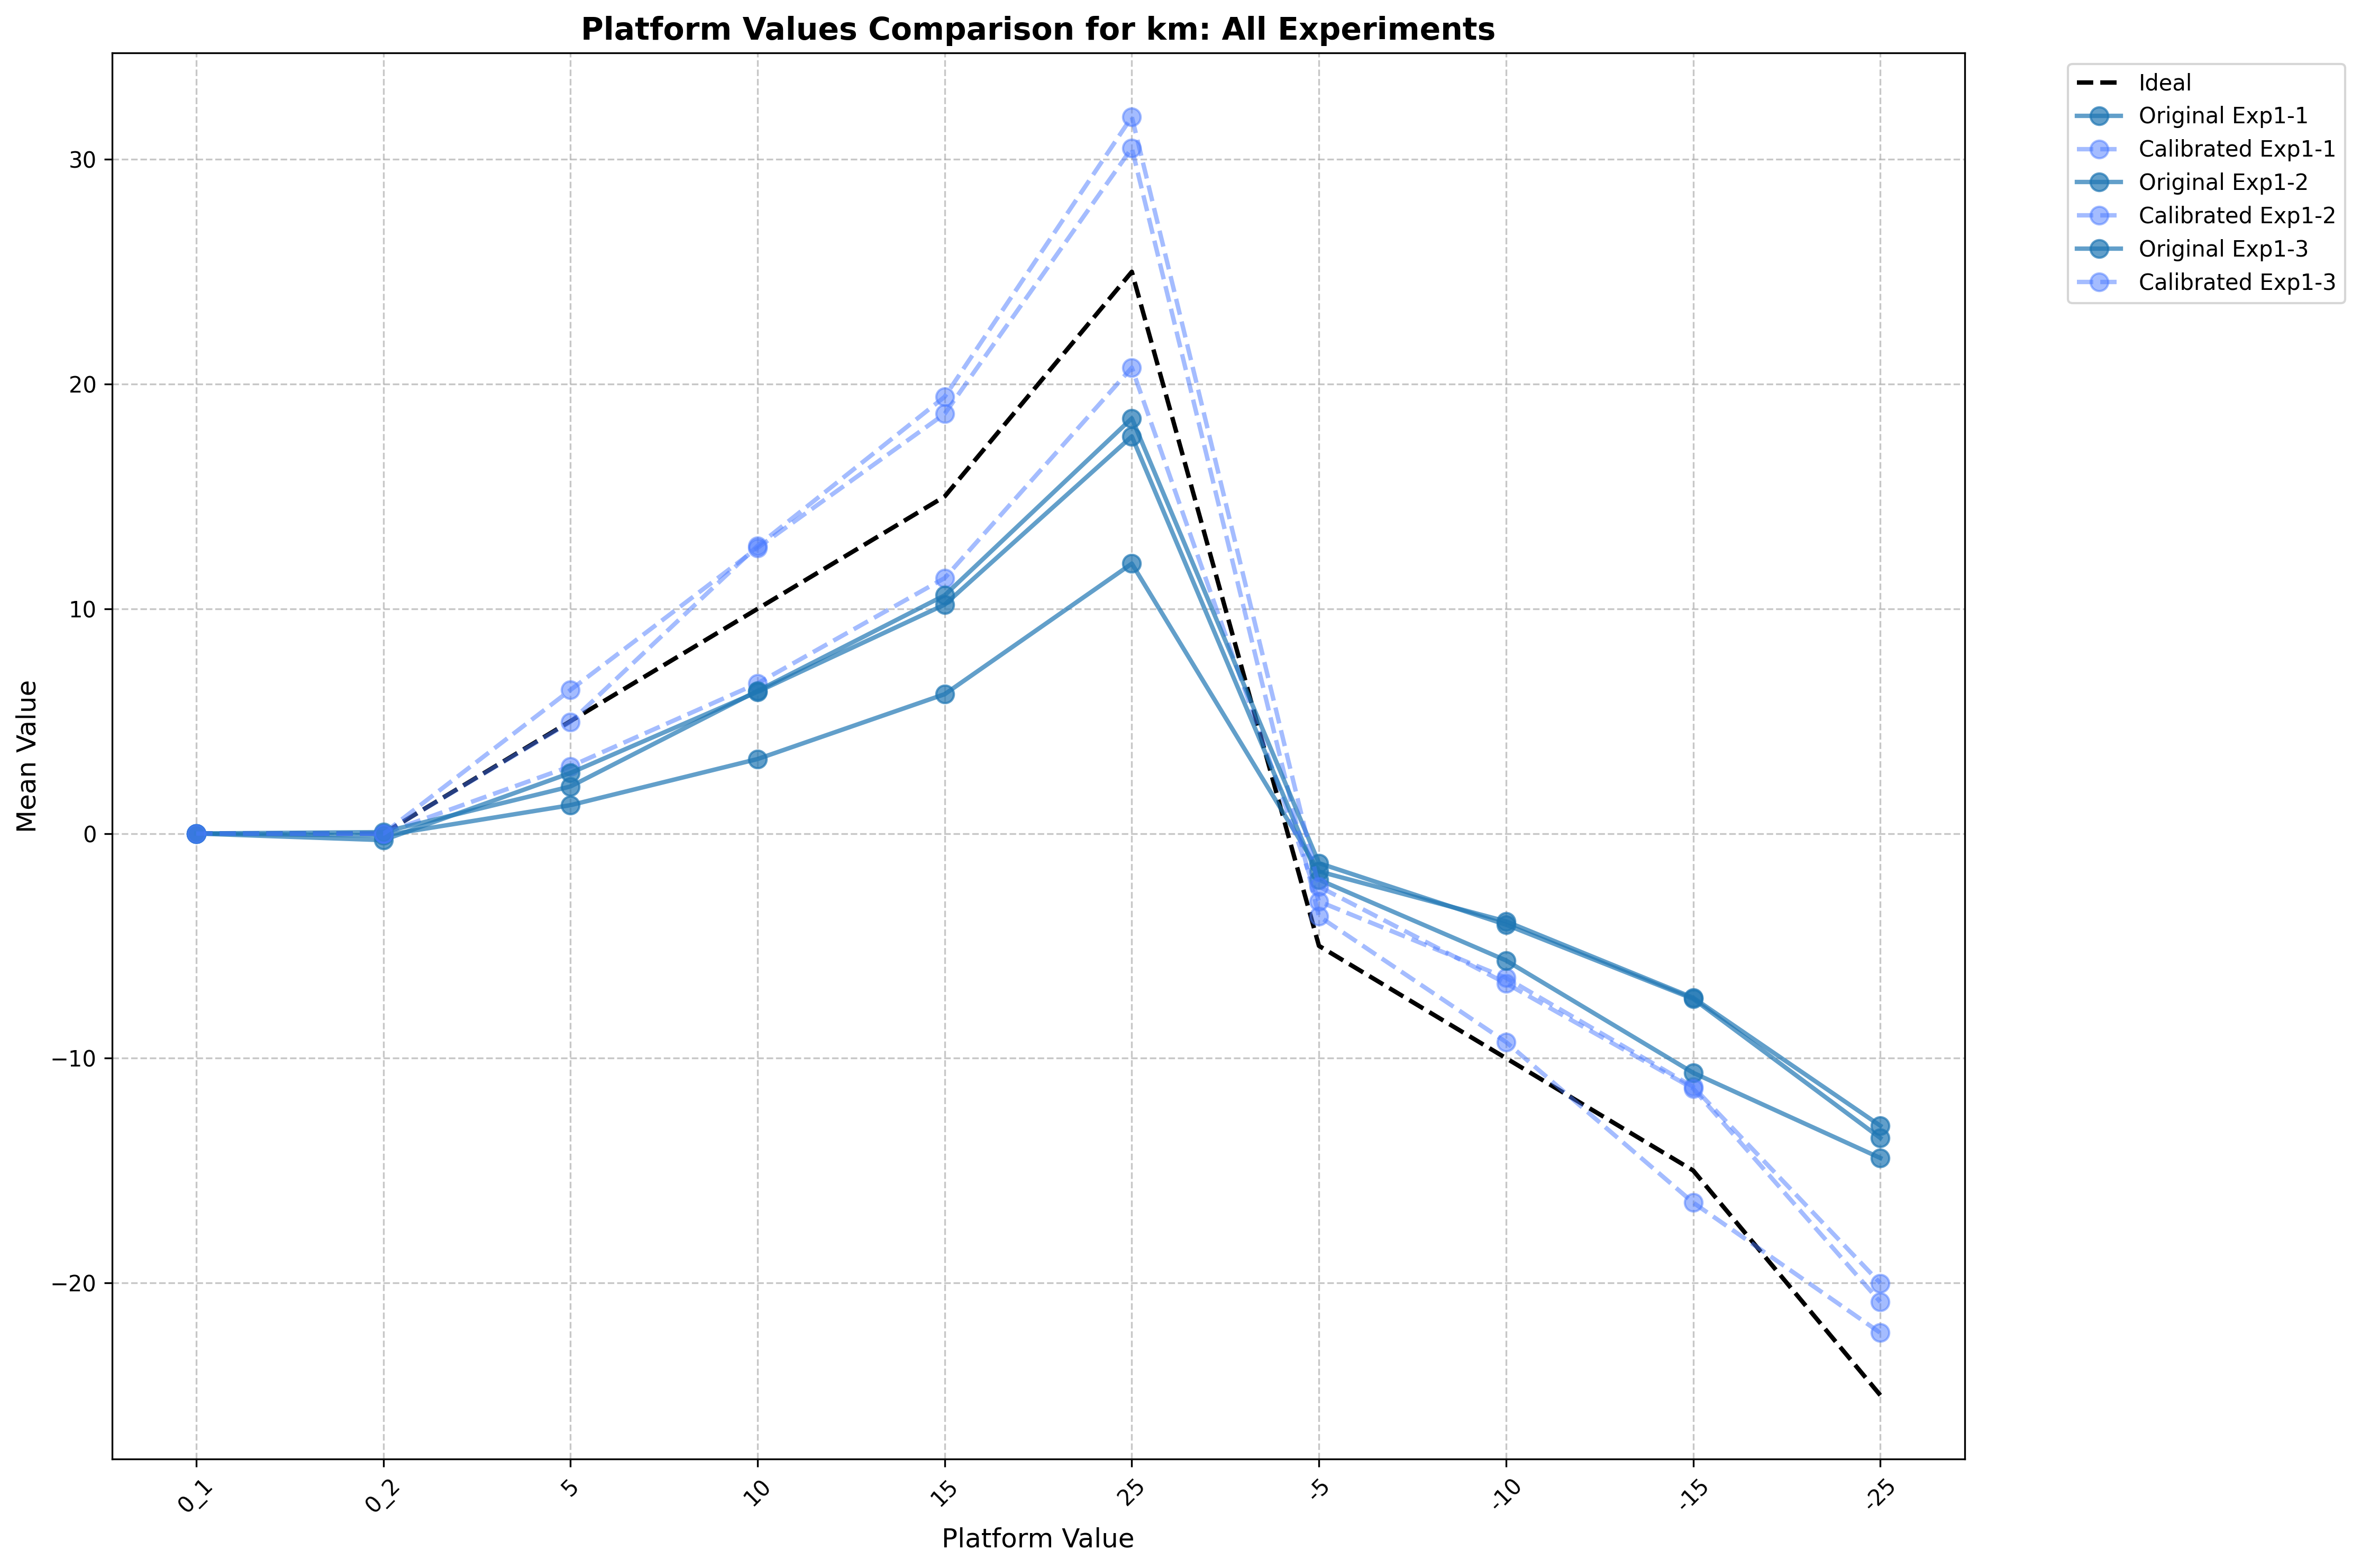 Platform Values Comparison for km: All Experiments
Ideal
Original Exp1-1
Calibrated Exp1-1
Original Exp1-2
Calibrated Exp1-2
Original Exp1-3
Calibrated Exp1-3
Mean Value
30
20
10
0
−10
−20
0_1
0_2
5
10
15
25
-5
-10
-15
-25
Platform Value